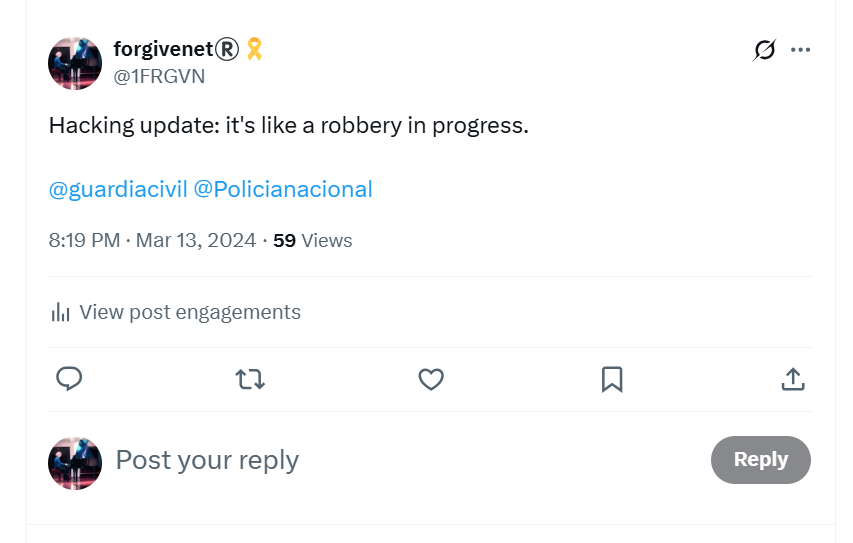 forgivenet®️🎗️
@1FRGVN
Hacking update: it's like a robbery in progress.
@guardiacivil @Policianacional
8:19 PM · Mar 13, 2024 · 59 Views
View post engagements
Post your reply
Reply